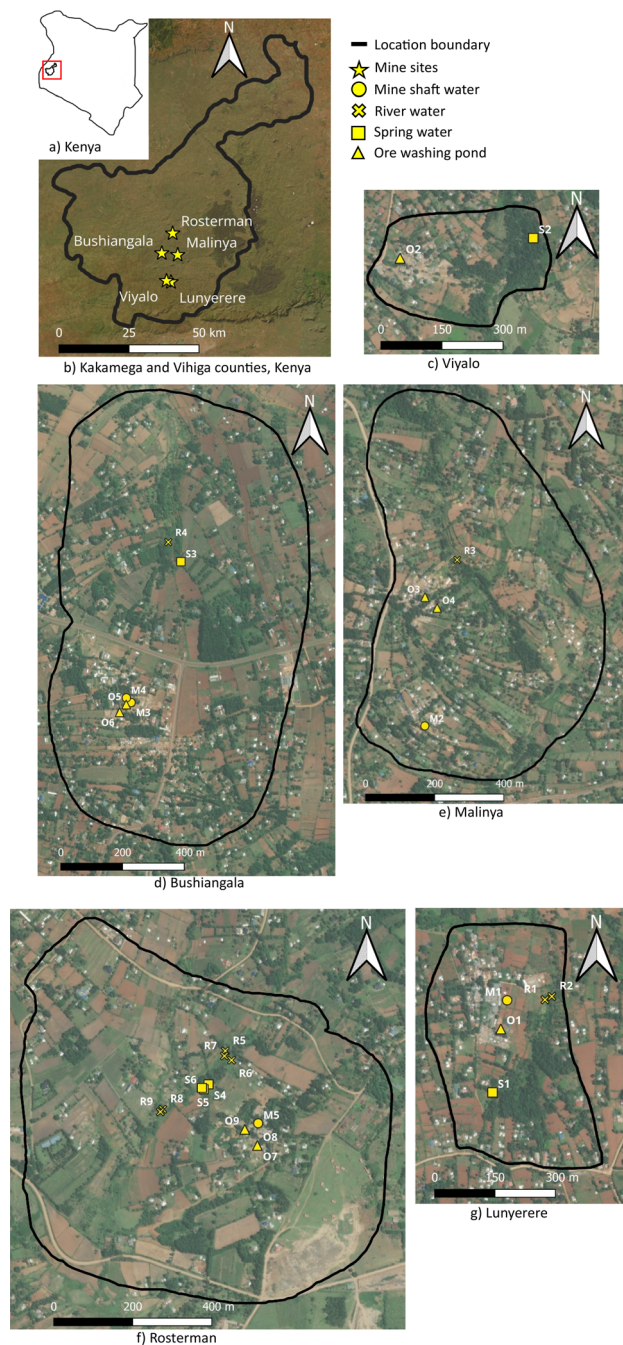 a) Kenya
N
Rosterman
Bushiangala
Malinya
Viyalo
Lunyerere
0 25 50 km
b) Kakamega and Vihiga counties, Kenya
Location boundary
Mine sites
Mine shaft water
River water
Spring water
Ore washing pond
N
S2
O2
0 150 300 m
c) Viyalo
N
R4
S3
O5 M4
M3
O6
0 200 400 m
d) Bushiangala
N
R3
O3
O4
M2
0 200 400 m
e) Malinya
N
R7 R5
R6
S6
S5 S4
R9 R8
O9 M5
O8
O7
0 200 400 m
f) Rosterman
N
M1 R1 R2
O1
S1
0 150 300 m
g) Lunyerere